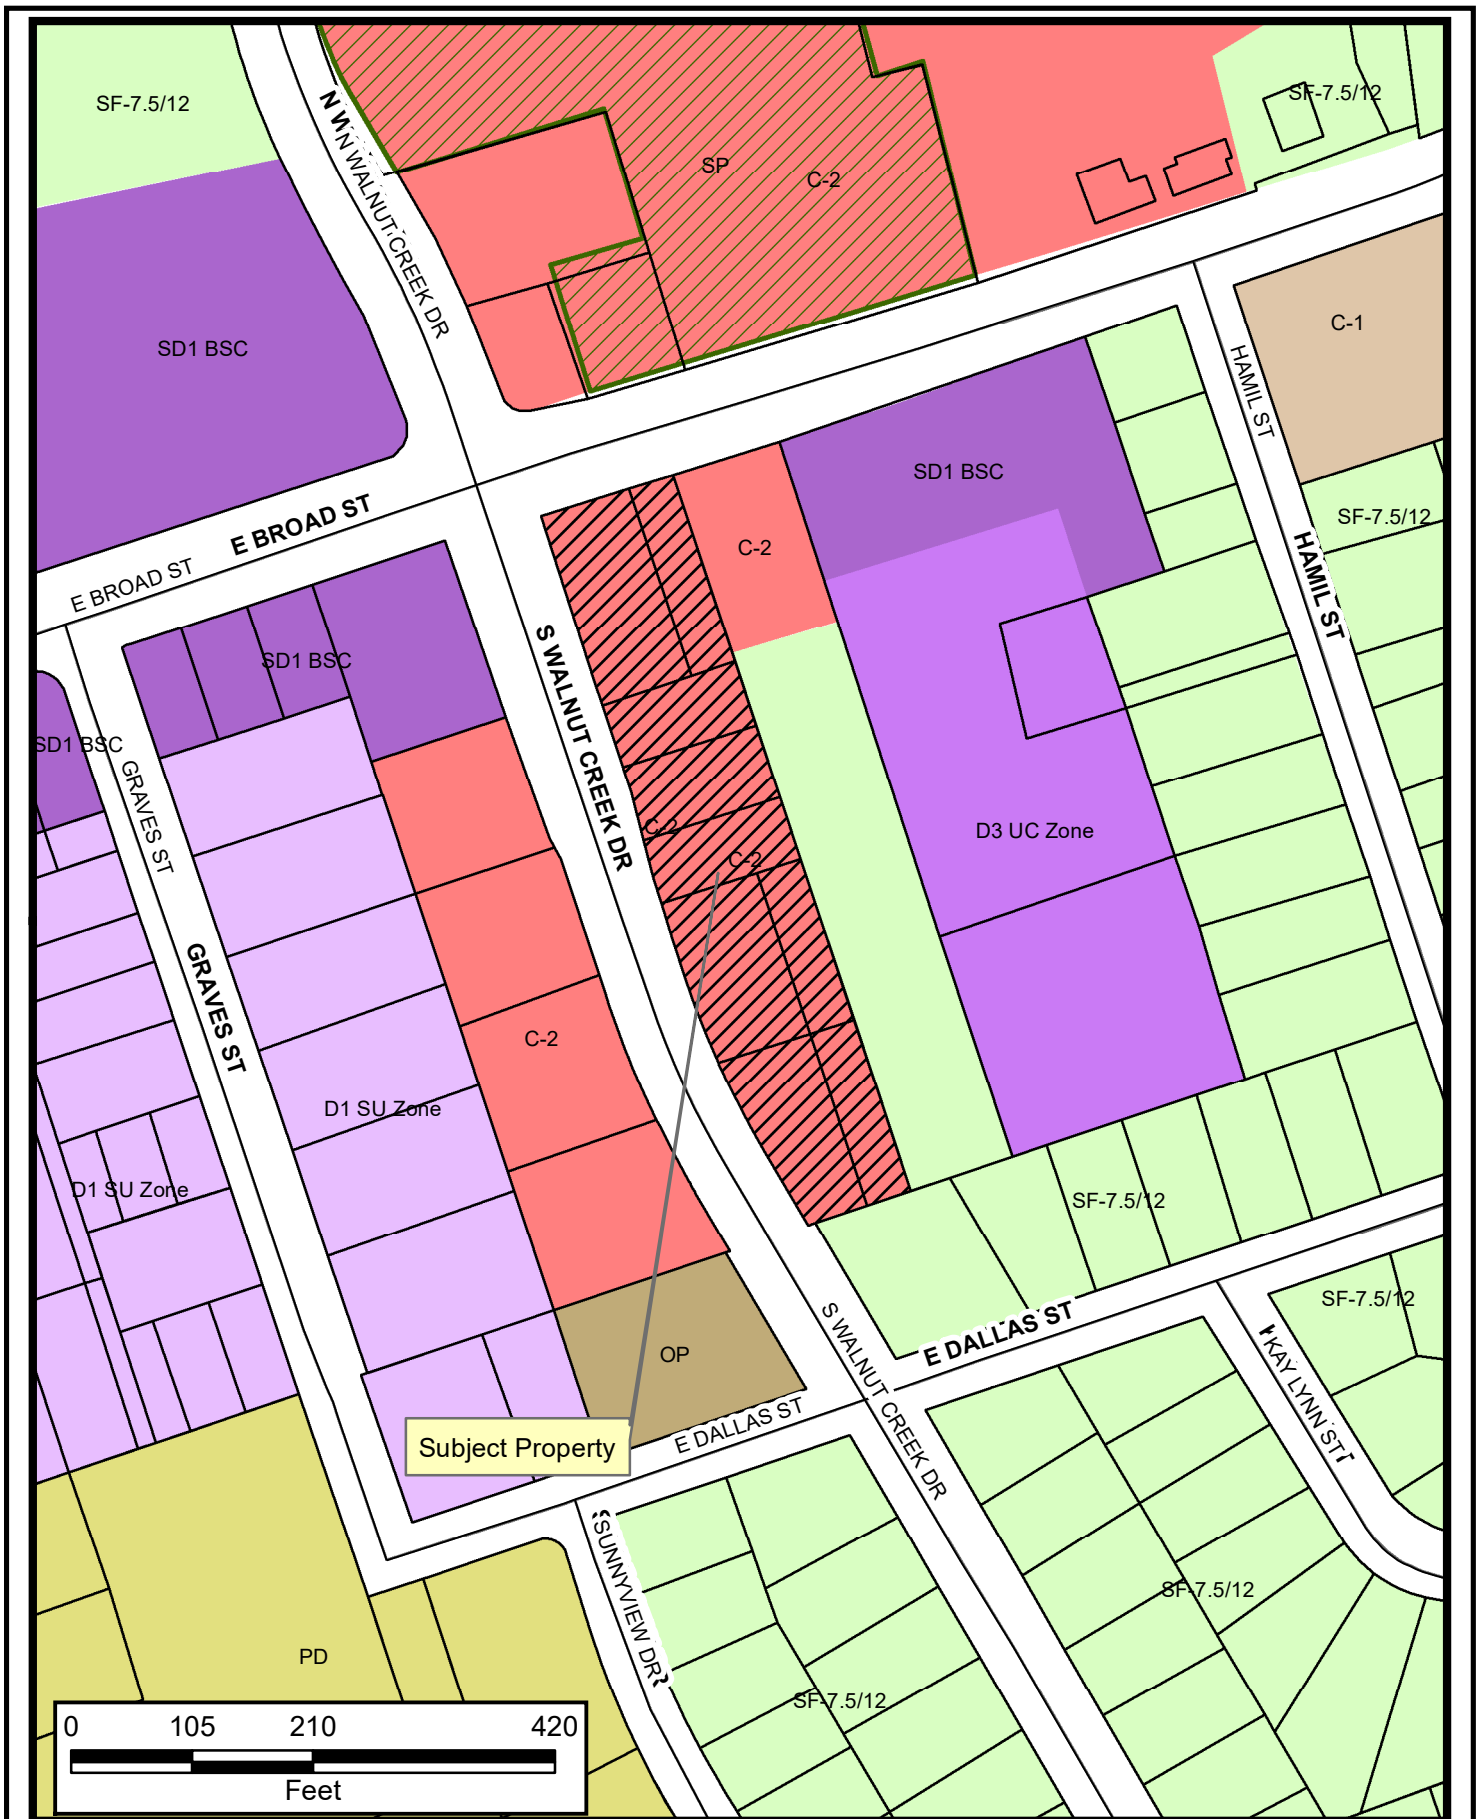 SF-7.5/12
SF-7.5/12
N WALNUT CREEK DR
SP
C-2
SD1 BSC
C-1
HAMIL ST
SD1 BSC
E BROAD ST
E BROAD ST
C-2
SF-7.5/12
HAMIL ST
SD1 BSC
S WALNUT CREEK DR
SD1 BSC
GRAVES ST
C-2
C-2
D3 UC Zone
GRAVES ST
C-2
D1 SU Zone
D1 SU Zone
SF-7.5/12
SF-7.5/12
E DALLAS ST
S WALNUT CREEK DR
KAY LYNN ST
OP
E DALLAS ST
Subject Property
SUNNYVIEW DR
SF-7.5/12
PD
SF-7.5/12
0 105 210 420
Feet